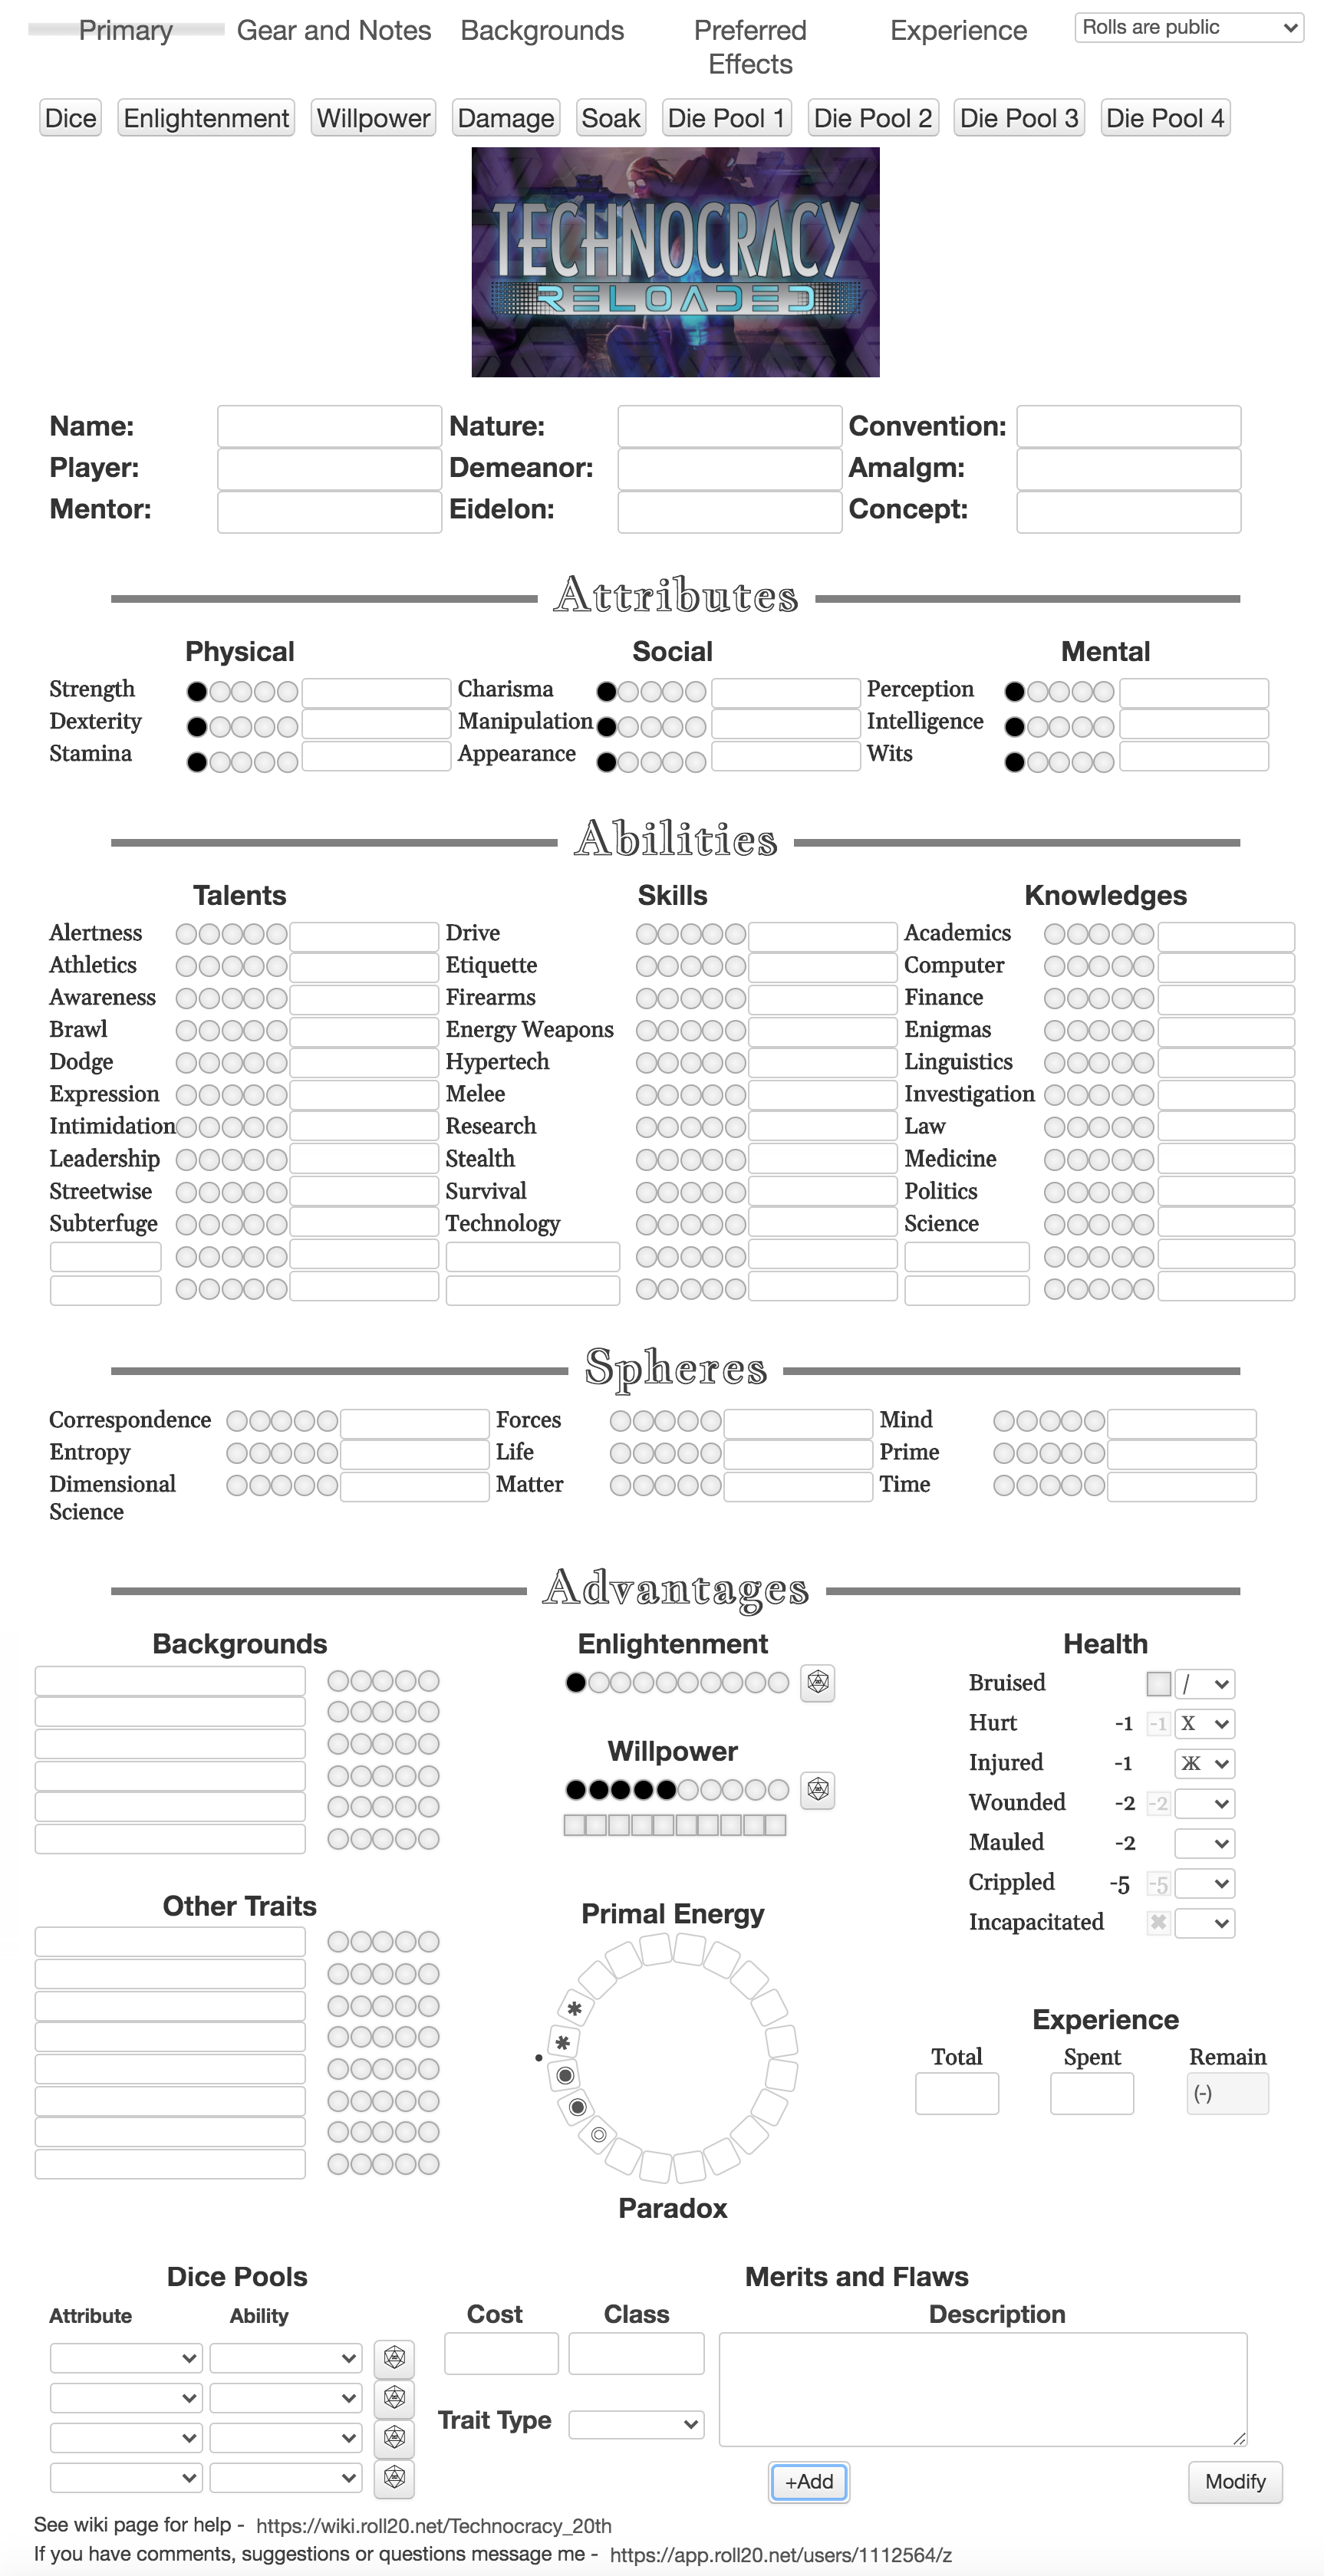 Primary Gear and Notes Backgrounds Preferred Effects Experience Rolls are public
Dice Enlightenment Willpower Damage Soak Die Pool 1 Die Pool 2 Die Pool 3 Die Pool 4
TECHNOCRACY
RELOADED
Name: Nature: Convention:
Player: Demeanor: Amalgm:
Mentor: Eidelon: Concept:
Attributes
Physical Social Mental
Strength Charisma Perception
Dexterity Manipulation Intelligence
Stamina Appearance Wits
Abilities
Talents Skills Knowledges
Alertness Drive Academics
Athletics Etiquette Computer
Awareness Firearms Finance
Brawl Energy Weapons Enigmas
Dodge Hypertech Linguistics
Expression Melee Investigation
Intimidation Research Law
Leadership Stealth Medicine
Streetwise Survival Politics
Subterfuge Technology Science
Spheres
Correspondence Forces Mind
Entropy Life Prime
Dimensional Science Matter Time
Advantages
Backgrounds Enlightenment Health
Bruised /
Hurt -1 -1 X
Willpower
Injured -1 Ж
Wounded -2 -2
Mauled -2
Crippled -5 -5
Other Traits Primal Energy
Incapacitated ✖
Experience
Total Spent Remain
(-)
Paradox
Dice Pools Merits and Flaws
Attribute Ability Cost Class Description
Trait Type
+Add Modify
See wiki page for help - https://wiki.roll20.net/Technocracy_20th
If you have comments, suggestions or questions message me - https://app.roll20.net/users/1112564/z